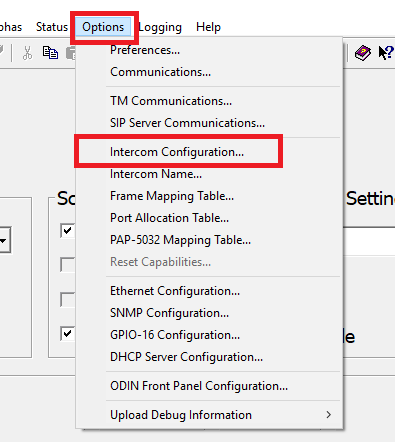 phas Status Options Logging Help
Preferences...
Communications...
TM Communications...
SIP Server Communications...
Intercom Configuration...
Intercom Name...
Frame Mapping Table...
Port Allocation Table...
PAP-5032 Mapping Table...
Reset Capabilities...
Ethernet Configuration...
SNMP Configuration...
GPIO-16 Configuration...
DHCP Server Configuration...
ODIN Front Panel Configuration...
Upload Debug Information
Sc
Setting
le